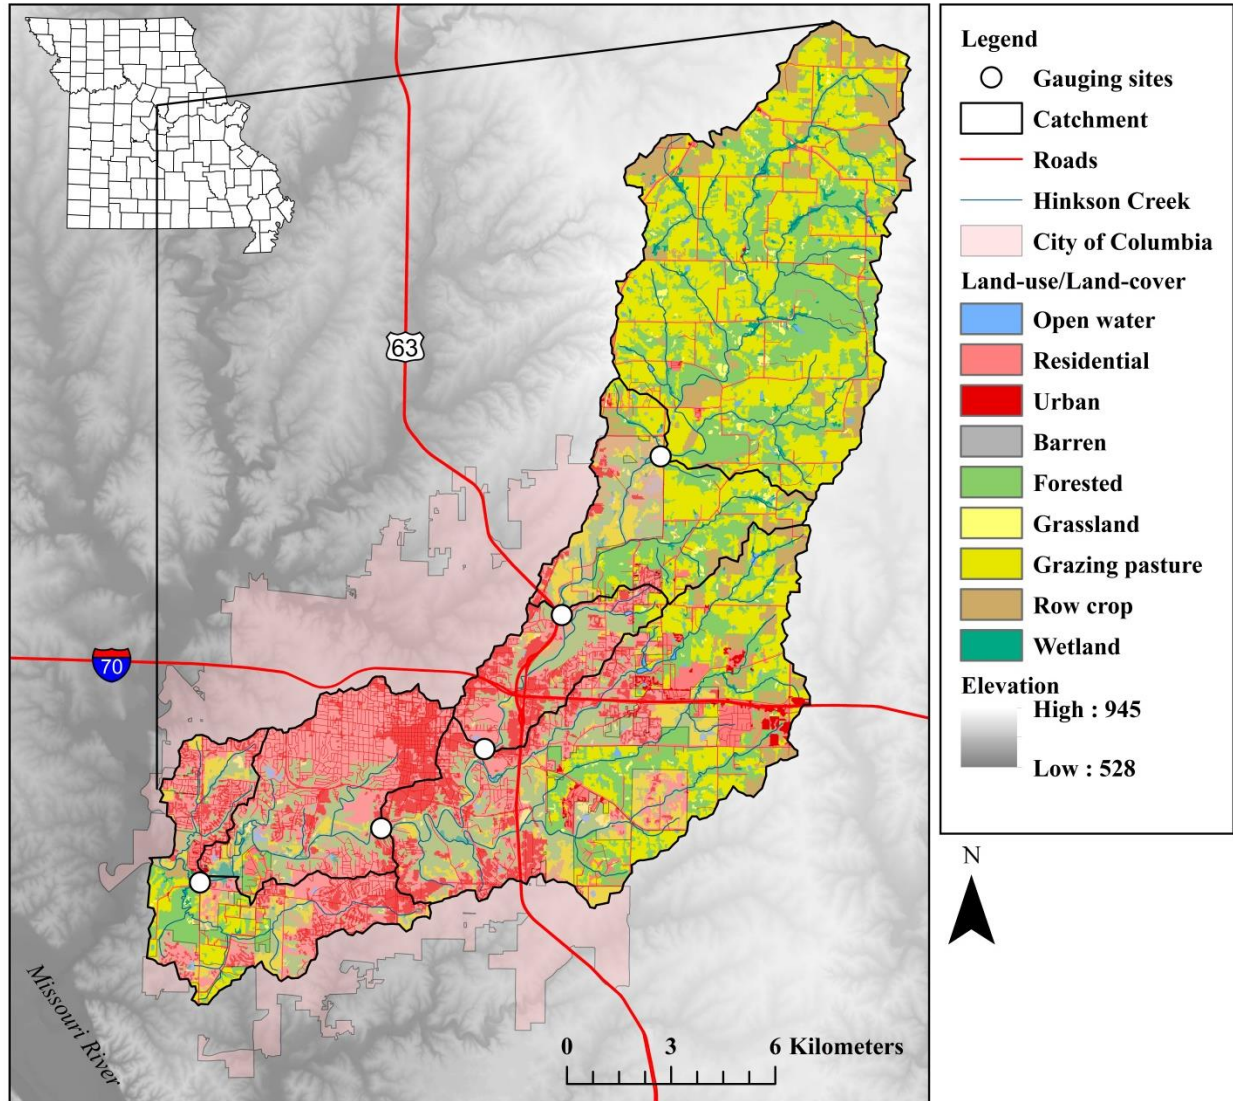 63
70
Missouri River
0 3 6 Kilometers
Legend
Gauging sites
Catchment
Roads
Hinkson Creek
City of Columbia
Land-use/Land-cover
Open water
Residential
Urban
Barren
Forested
Grassland
Grazing pasture
Row crop
Wetland
Elevation
High : 945
Low : 528
N